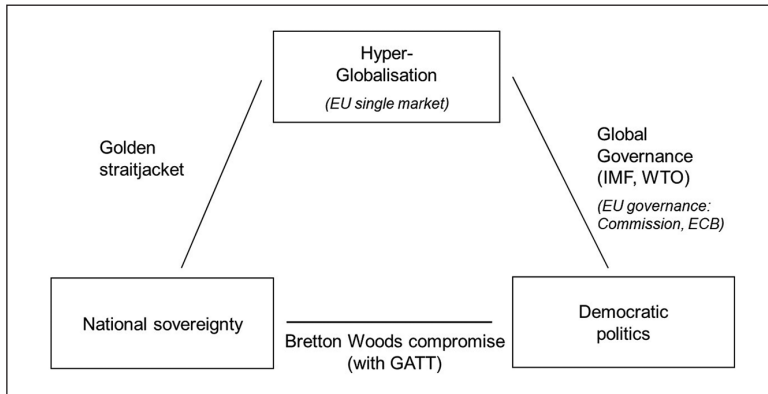 Hyper-
Globalisation
(EU single market)
Golden
straitjacket
Global
Governance
(IMF, WTO)
(EU governance:
Commission, ECB)
National sovereignty
Democratic
politics
Bretton Woods compromise
(with GATT)